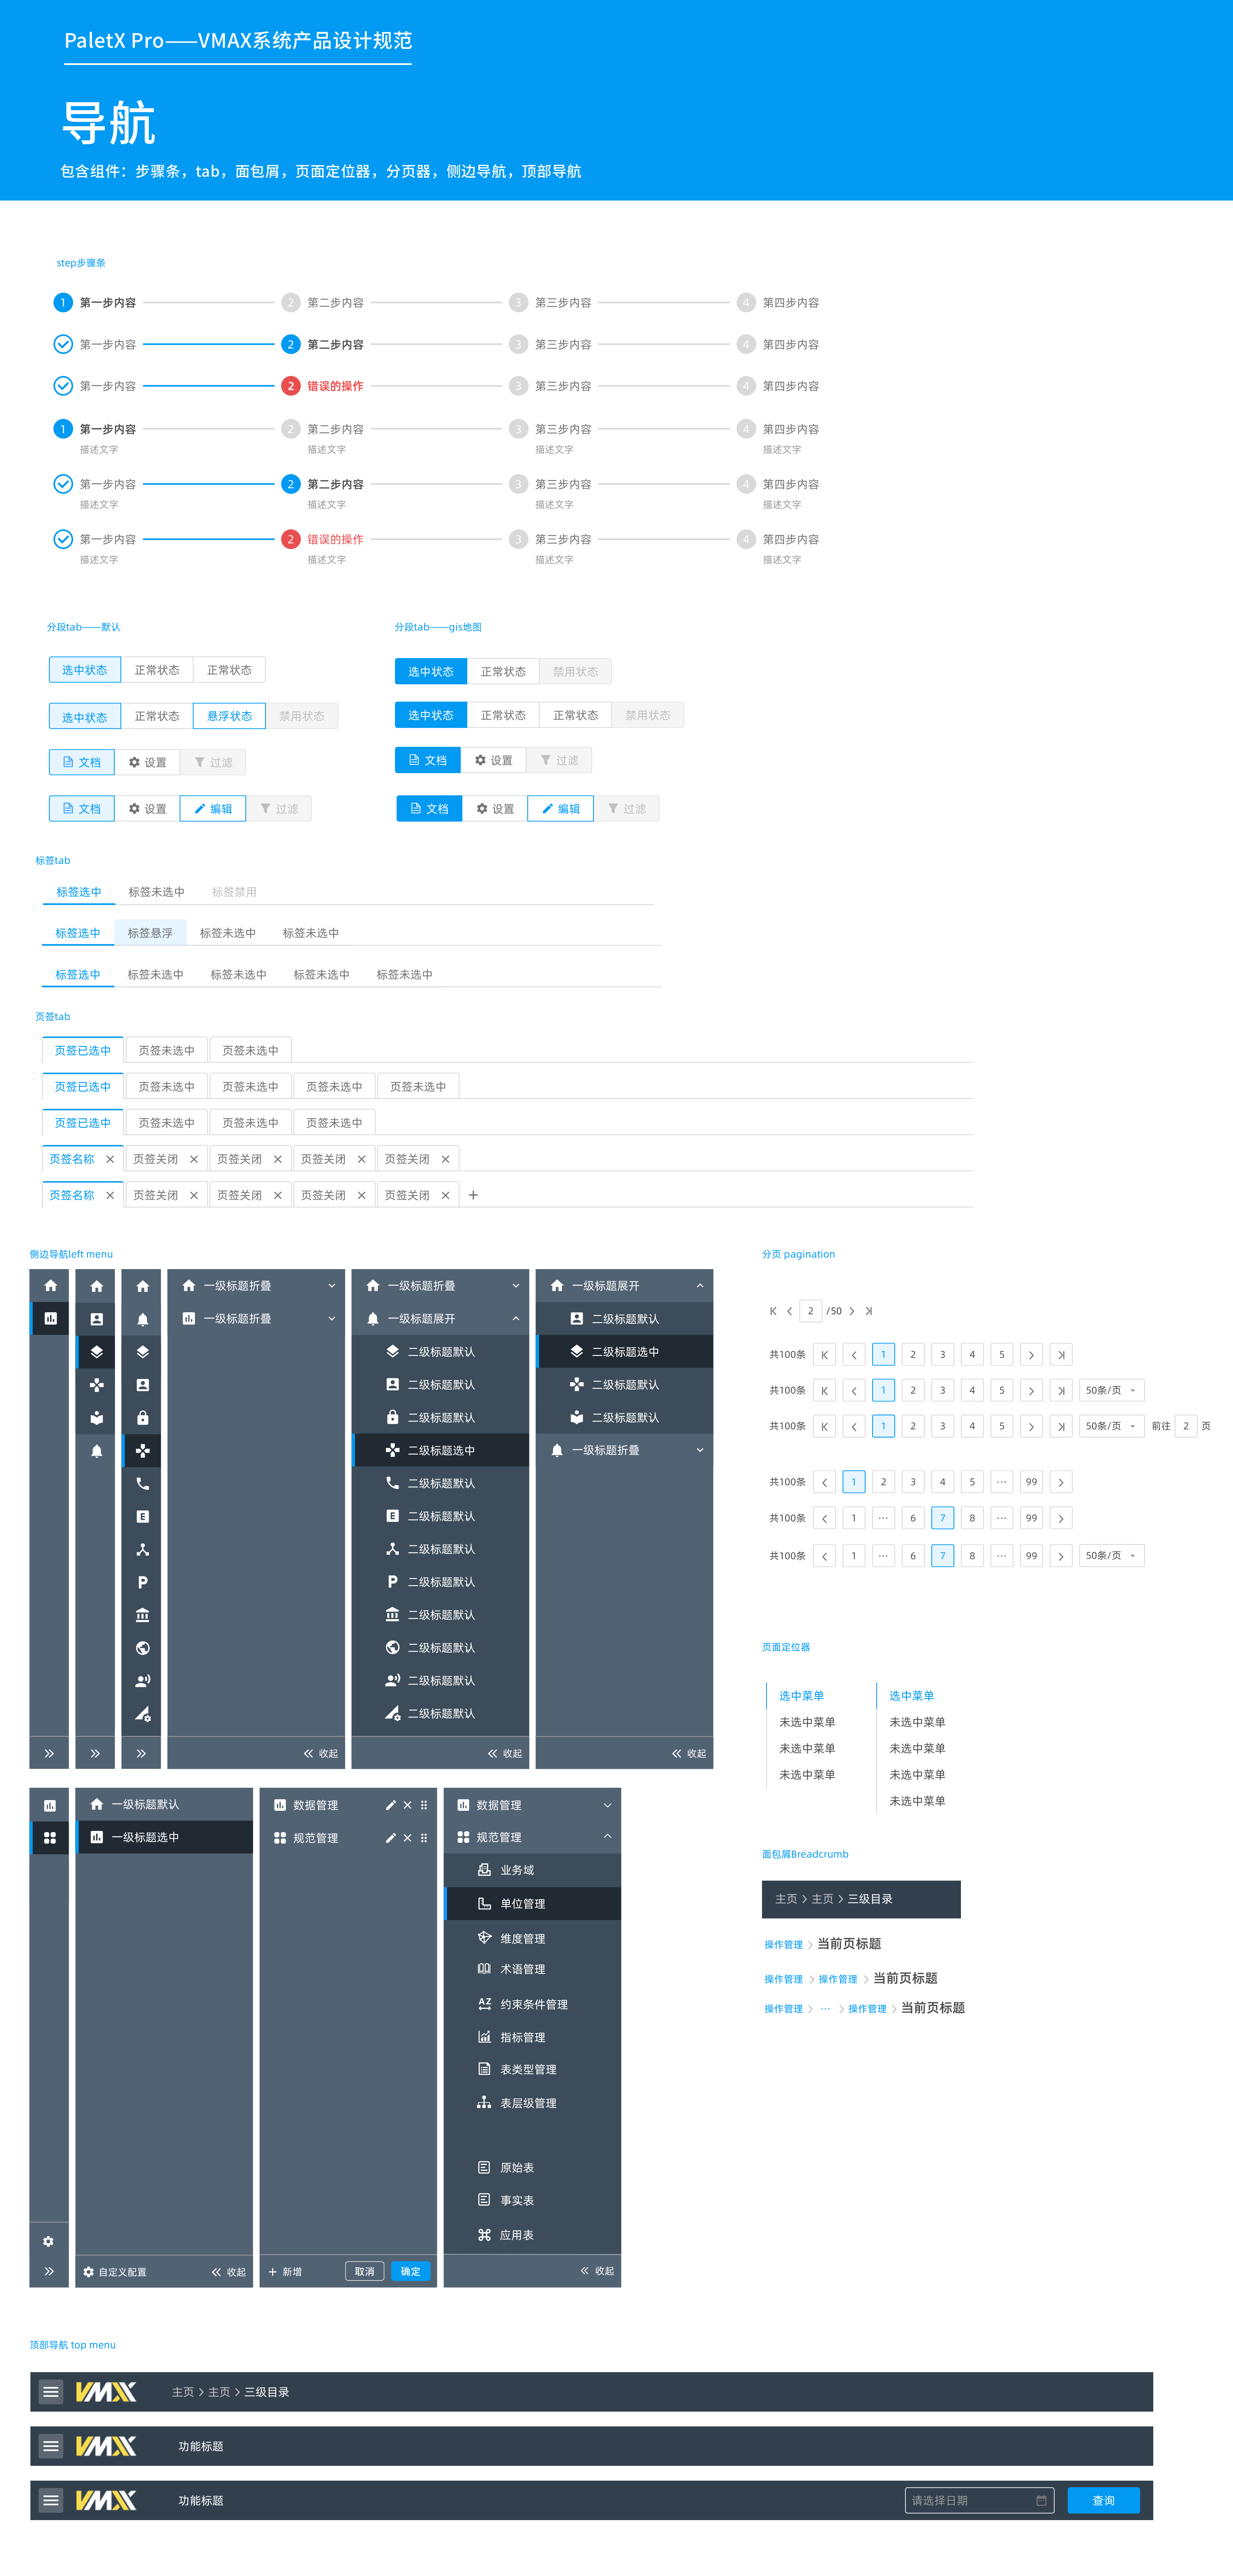 PaletX Pro——VMAX系统产品设计规范
导航
包含组件：步骤条，tab，面包屑，页面定位器，分页器，侧边导航，顶部导航
step步骤条
1 第一步内容 2 第二步内容 3 第三步内容 4 第四步内容
第一步内容 2 第二步内容 3 第三步内容 4 第四步内容
第一步内容 2 错误的操作 3 第三步内容 4 第四步内容
1 第一步内容 2 第二步内容 3 第三步内容 4 第四步内容
描述文字 描述文字 描述文字 描述文字
第一步内容 2 第二步内容 3 第三步内容 4 第四步内容
描述文字 描述文字 描述文字 描述文字
第一步内容 2 错误的操作 3 第三步内容 4 第四步内容
描述文字 描述文字 描述文字 描述文字
分段tab——默认
选中状态 正常状态 正常状态
选中状态 正常状态 悬浮状态 禁用状态
文档 设置 过滤
文档 设置 编辑 过滤
分段tab——gis地图
选中状态 正常状态 禁用状态
选中状态 正常状态 正常状态 禁用状态
文档 设置 过滤
文档 设置 编辑 过滤
标签tab
标签选中 标签未选中 标签禁用
标签选中 标签悬浮 标签未选中 标签未选中
标签选中 标签未选中 标签未选中 标签未选中 标签未选中
页签tab
页签已选中 页签未选中 页签未选中
页签已选中 页签未选中 页签未选中 页签未选中 页签未选中
页签已选中 页签未选中 页签未选中 页签未选中
页签名称 页签关闭 页签关闭 页签关闭 页签关闭
页签名称 页签关闭 页签关闭 页签关闭 页签关闭
侧边导航left menu
E
P
一级标题折叠
一级标题折叠
收起
一级标题折叠
一级标题展开
二级标题默认
二级标题默认
二级标题默认
二级标题选中
二级标题默认
E 二级标题默认
二级标题默认
P 二级标题默认
二级标题默认
二级标题默认
二级标题默认
二级标题默认
收起
一级标题展开
二级标题默认
二级标题选中
二级标题默认
二级标题默认
一级标题折叠
收起
一级标题默认
一级标题选中
自定义配置 收起
数据管理
规范管理
新增 取消 确定
数据管理
规范管理
业务域
单位管理
维度管理
术语管理
AZ 约束条件管理
指标管理
表类型管理
表层级管理
原始表
事实表
应用表
收起
分页 pagination
2 /50
共100条 1 2 3 4 5
共100条 1 2 3 4 5 50条/页
共100条 1 2 3 4 5 50条/页 前往 2 页
共100条 1 2 3 4 5 ··· 99
共100条 1 ··· 6 7 8 ··· 99
共100条 1 ··· 6 7 8 ··· 99 50条/页
页面定位器
选中菜单
未选中菜单
未选中菜单
未选中菜单
选中菜单
未选中菜单
未选中菜单
未选中菜单
未选中菜单
面包屑Breadcrumb
主页 > 主页 > 三级目录
操作管理 > 当前页标题
操作管理 > 操作管理 > 当前页标题
操作管理 > ··· > 操作管理 > 当前页标题
顶部导航 top menu
VMX 主页 > 主页 > 三级目录
VMX 功能标题
VMX 功能标题 请选择日期 查询